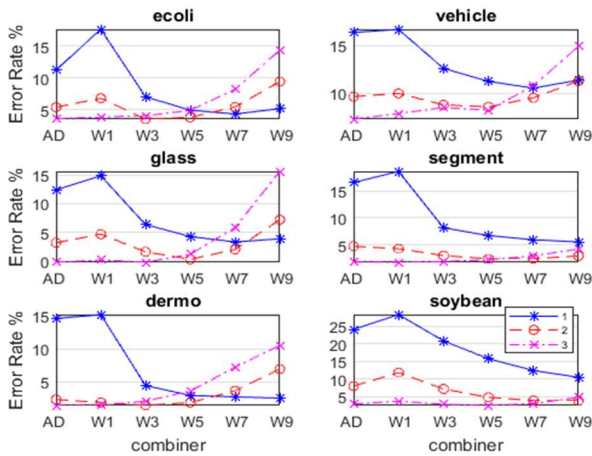 ecoli
vehicle
Error Rate %
15
10
5
AD W1 W3 W5 W7 W9
15
10
AD W1 W3 W5 W7 W9
glass
segment
Error Rate %
15
10
5
0
AD W1 W3 W5 W7 W9
15
10
5
AD W1 W3 W5 W7 W9
dermo
soybean
Error Rate %
15
10
5
AD W1 W3 W5 W7 W9
combiner
25
20
15
10
5
AD W1 W3 W5 W7 W9
combiner
1
2
3